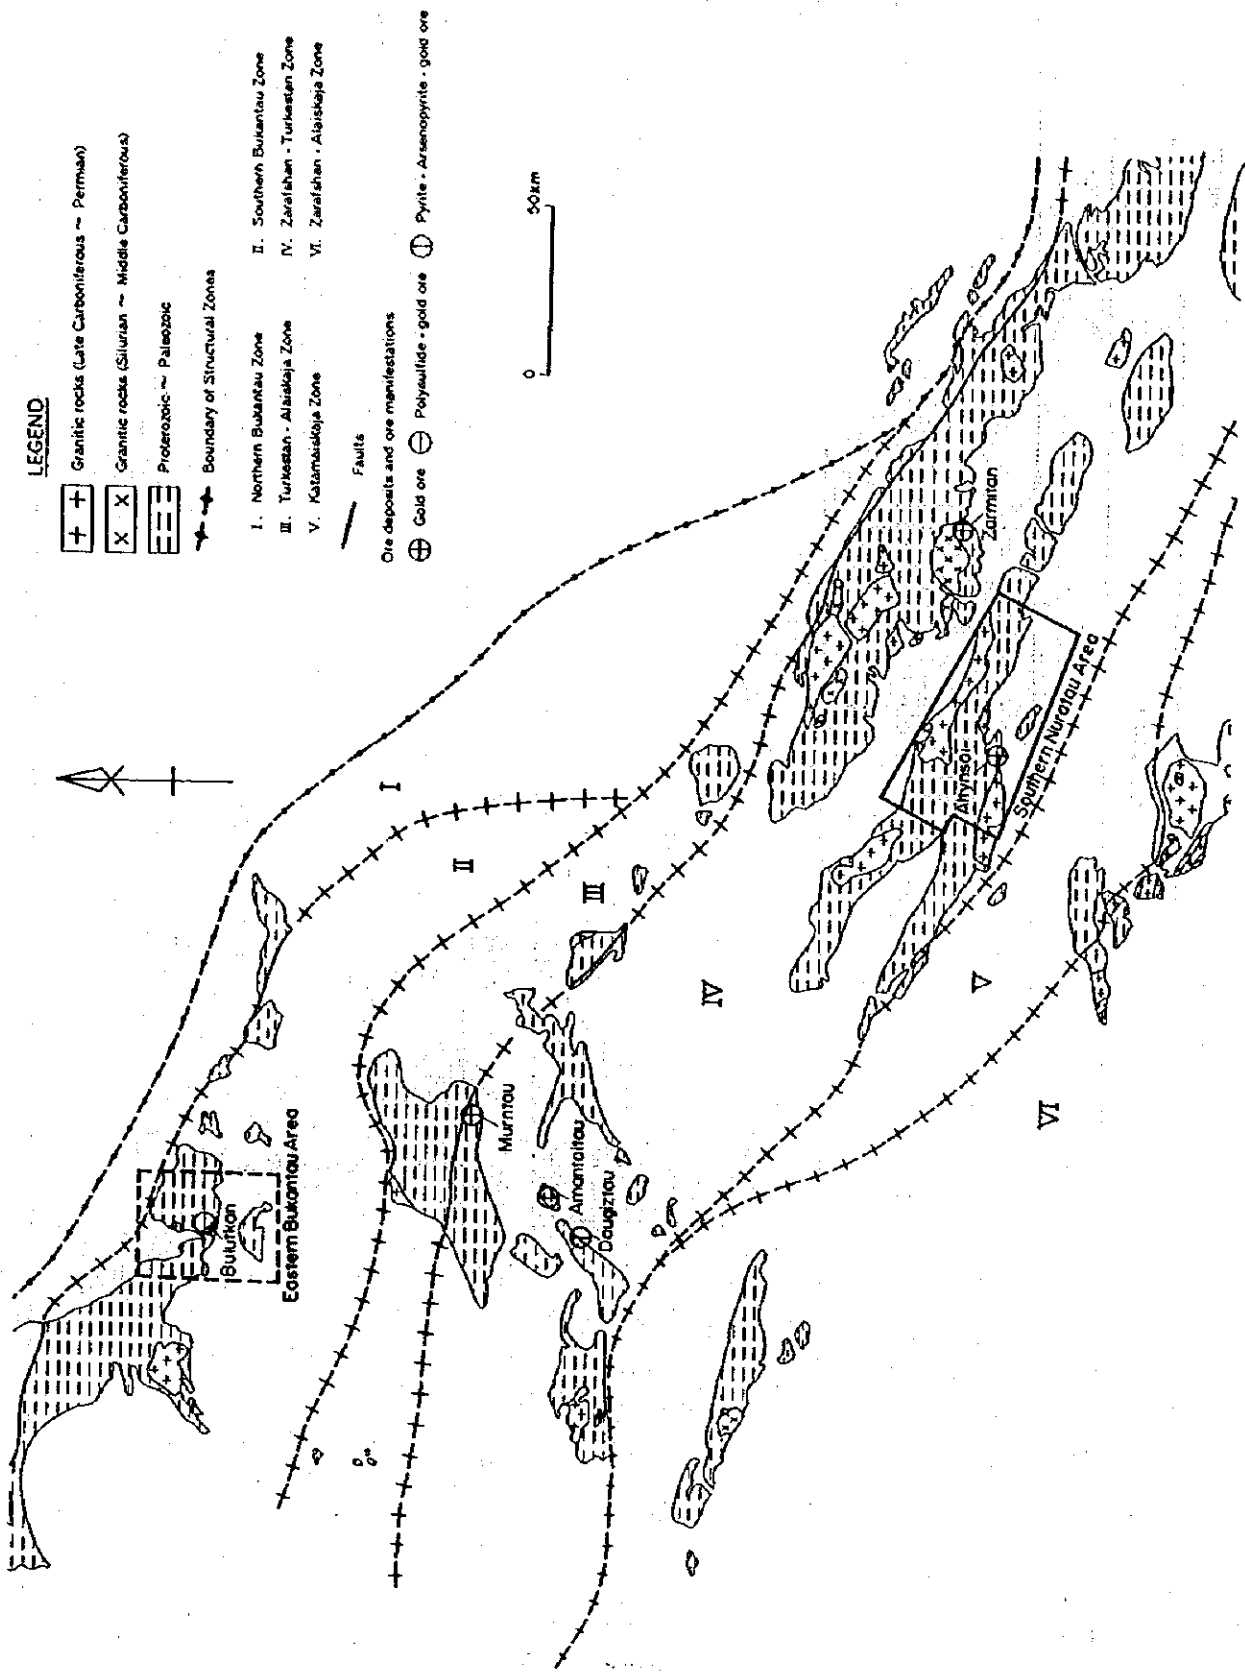 LEGEND
+ + Granitic rocks (Late Carboniferous ~ Permian)
x x Granitic rocks (Silurian ~ Middle Carboniferous)
Proterozoic ~ Paleozoic
Boundary of Structural Zones
I. Northern Bukantau Zone II. Southern Bukantau Zone
III. Turkestan - Alaiskaja Zone IV. Zarafshan - Turkestan Zone
V. Katamaiskaja Zone VI. Zarafshan - Alaiskaja Zone
Faults
Ore deposits and ore manifestations
Gold ore Polysulfide - gold ore Pyrite - Arsenopyrite - gold ore
0 50km
I
II
III
IV
V
VI
Bulutkan
Eastern Bukantau Area
Murntau
Amantaitau
Daugiztau
Zarmitan
Altynsai
Southern Nuratau Area